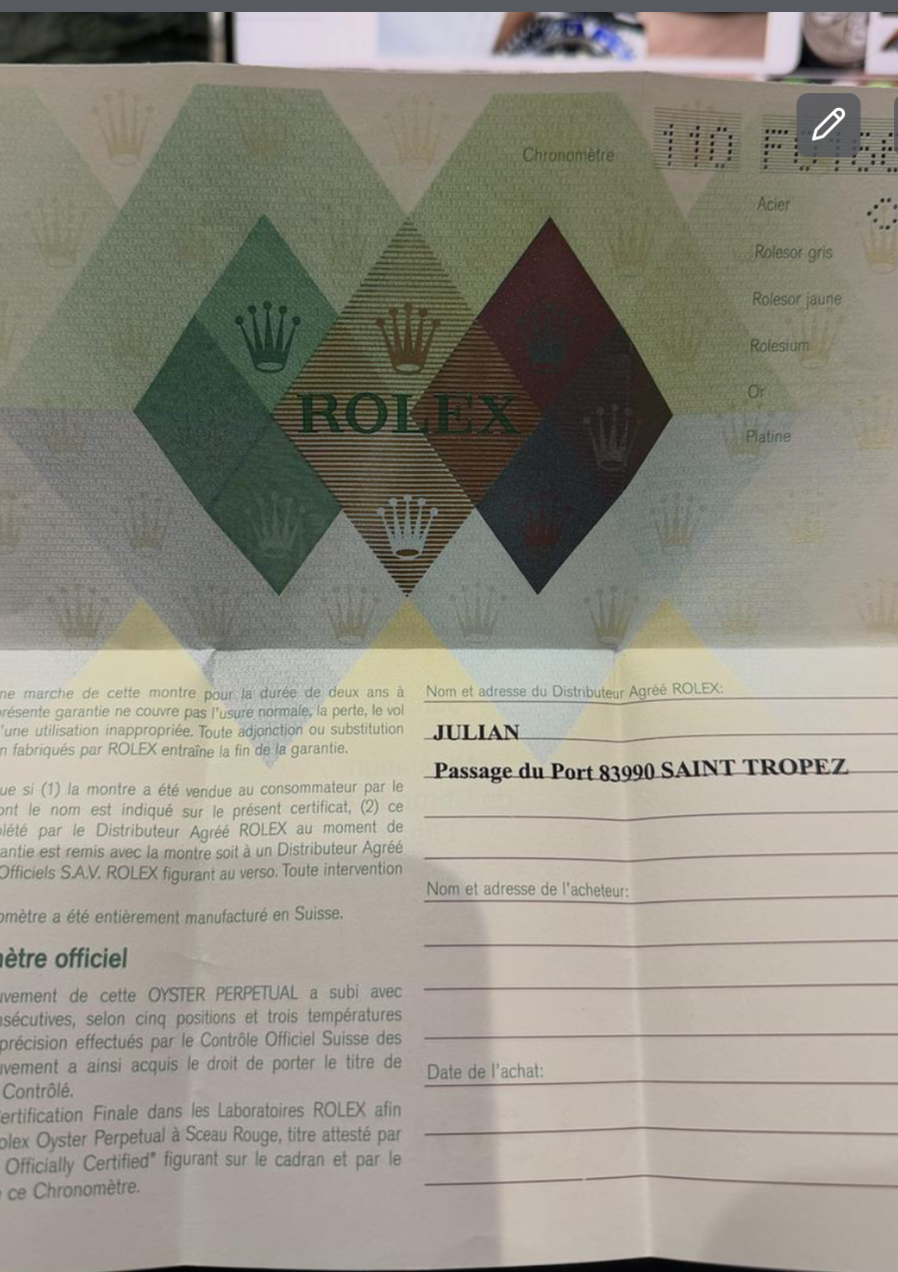 Chronomètre 110
Acier
Rolesor gris
Rolesor jaune
Rolesium
Or
Platine
ROLEX
ne marche de cette montre pour la durée de deux ans à
résente garantie ne couvre pas l'usure normale, la perte, le vol
'une utilisation inappropriée. Toute adjonction ou substitution
n fabriqués par ROLEX entraîne la fin de la garantie.
ue si (1) la montre a été vendue au consommateur par le
ont le nom est indiqué sur le présent certificat, (2) ce
lété par le Distributeur Agréé ROLEX au moment de
antie est remis avec la montre soit à un Distributeur Agréé
Officiels S.A.V. ROLEX figurant au verso. Toute intervention
omètre a été entièrement manufacturé en Suisse.
ètre officiel
uvement de cette OYSTER PERPETUAL a subi avec
nsécutives, selon cinq positions et trois températures
précision effectués par le Contrôle Officiel Suisse des
uvement a ainsi acquis le droit de porter le titre de
Contrôlé.
ertification Finale dans les Laboratoires ROLEX afin
olex Oyster Perpetual à Sceau Rouge, titre attesté par
Officially Certified" figurant sur le cadran et par le
ce Chronomètre.
Nom et adresse du Distributeur Agréé ROLEX:
JULIAN
Passage du Port 83990 SAINT TROPEZ
Nom et adresse de l'acheteur:
Date de l'achat: